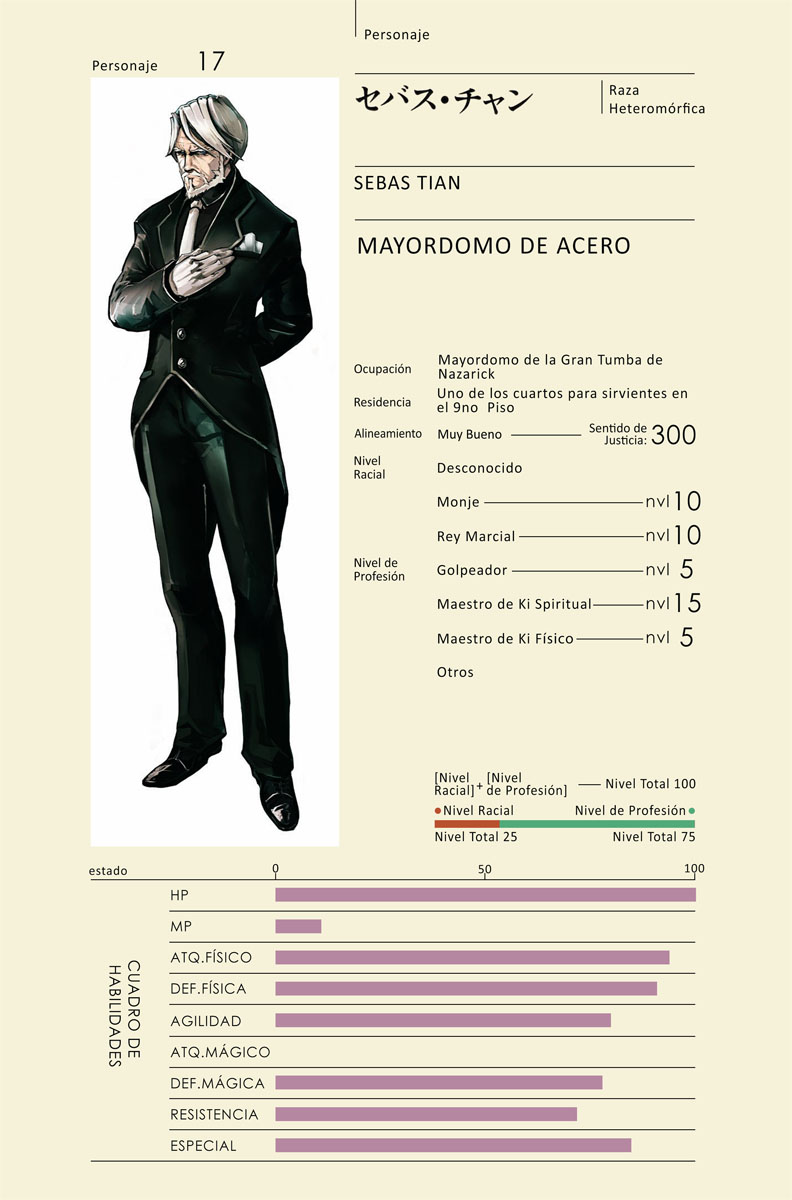 Personaje
Personaje 17
セバス・チャン
Raza
Heteromórfica
SEBAS TIAN
MAYORDOMO DE ACERO
Ocupación
Mayordomo de la Gran Tumba de
Nazarick
Residencia
Uno de los cuartos para sirvientes en
el 9no Piso
Alineamiento
Muy Bueno
Sentido de
Justicia: 300
Nivel
Racial
Desconocido
Nivel de
Profesión
Monje nvl 10
Rey Marcial nvl 10
Golpeador nvl 5
Maestro de Ki Spiritual nvl 15
Maestro de Ki Físico nvl 5
Otros
[Nivel
Racial] + [Nivel
de Profesión]
Nivel Total 100
Nivel Racial Nivel de Profesión
Nivel Total 25 Nivel Total 75
estado 0 50 100
CUADRO DE
HABILIDADES
HP
MP
ATQ.FÍSICO
DEF.FÍSICA
AGILIDAD
ATQ.MÁGICO
DEF.MÁGICA
RESISTENCIA
ESPECIAL